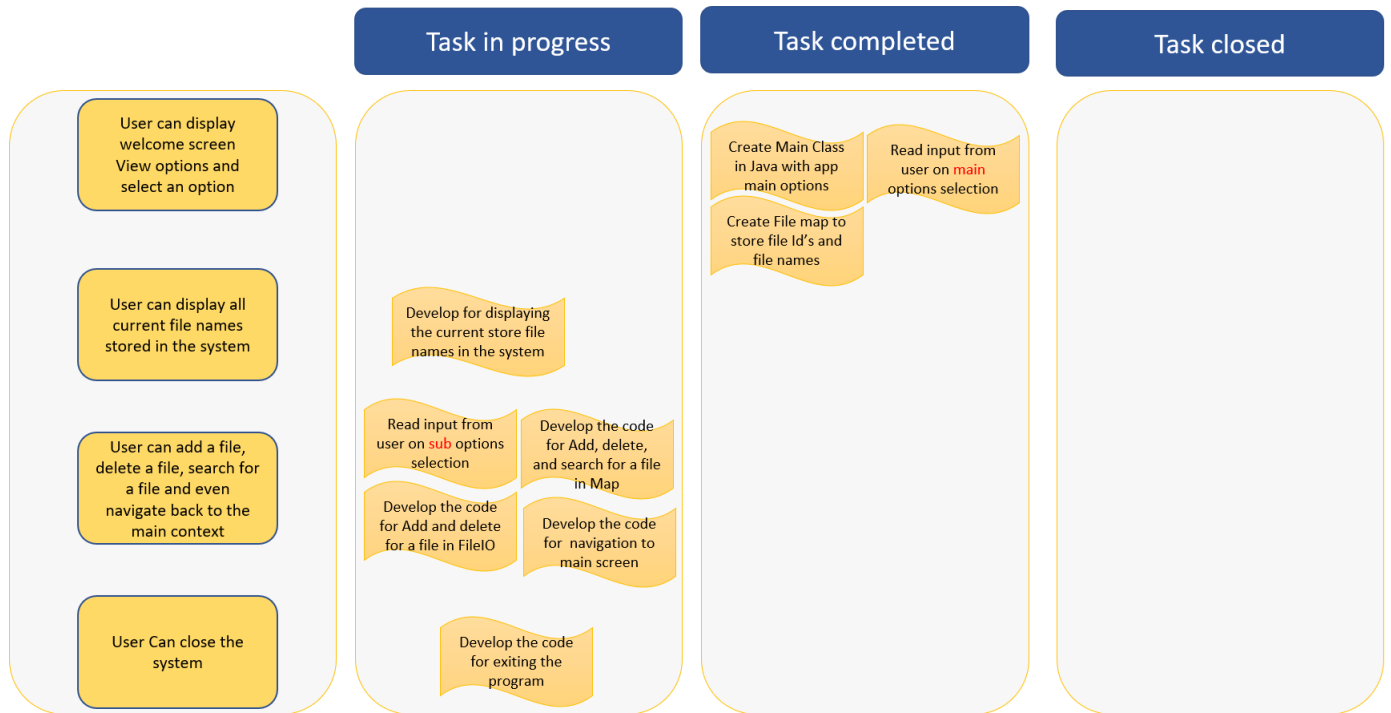 Task in progress
Task completed
Task closed
User can display
welcome screen
View options and
select an option
Create Main Class
in Java with app
main options
Read input from
user on main
options selection
Create File map to
store file Id's and
file names
User can display all
current file names
stored in the system
Develop for displaying
the current store file
names in the system
User can add a file,
delete a file, search for
a file and even
navigate back to the
main context
Read input from
user on sub options
selection
Develop the code
for Add, delete,
and search for a file
in Map
Develop the code
for Add and delete
for a file in FileIO
Develop the code
for navigation to
main screen
User Can close the
system
Develop the code
for exiting the
program